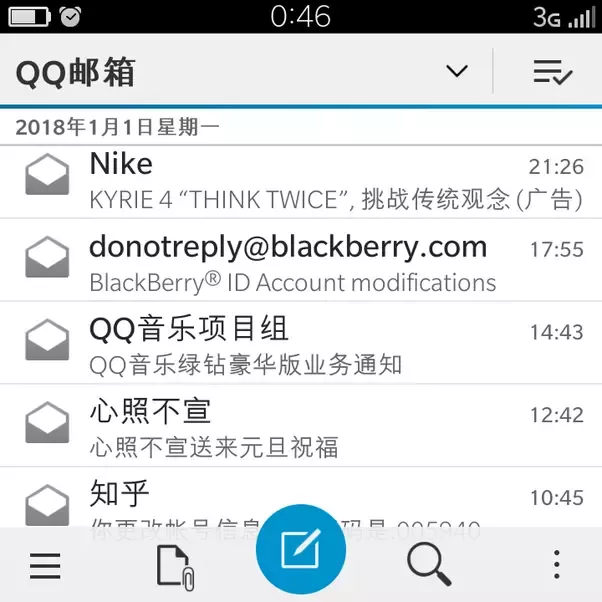 0:46
3G
QQ邮箱
2018年1月1日星期一
Nike
21:26
KYRIE 4 “THINK TWICE”, 挑战传统观念 (广告)
donotreply@blackberry.com
17:55
BlackBerry® ID Account modifications
QQ音乐项目组
14:43
QQ音乐绿钻豪华版业务通知
心照不宣
12:42
心照不宣送来元旦祝福
知乎
10:45
你更改帐号信息 码是 005940